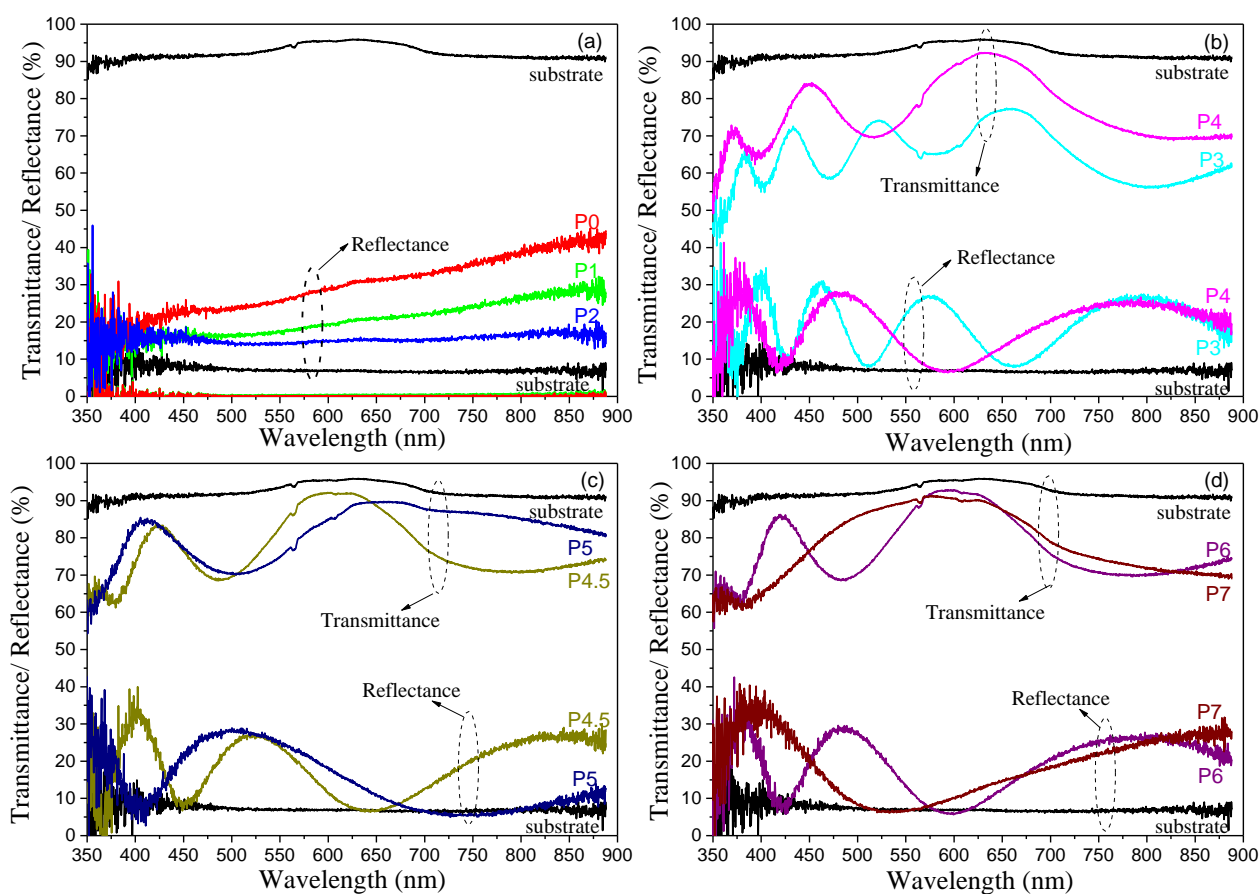 100
90
80
70
60
50
40
30
20
10
0
Transmittance/ Reflectance (%)
(a)
substrate
P0
Reflectance
P1
P2
substrate
350 400 450 500 550 600 650 700 750 800 850 900
Wavelength (nm)
100
90
80
70
60
50
40
30
20
10
0
Transmittance/ Reflectance (%)
(b)
substrate
P4
P3
Transmittance
Reflectance
P4
P3
substrate
350 400 450 500 550 600 650 700 750 800 850 900
Wavelength (nm)
100
90
80
70
60
50
40
30
20
10
0
Transmittance/ Reflectance (%)
(c)
substrate
P5
P4.5
Transmittance
Reflectance
P4.5
P5
substrate
350 400 450 500 550 600 650 700 750 800 850 900
Wavelength (nm)
100
90
80
70
60
50
40
30
20
10
0
Transmittance/ Reflectance (%)
(d)
substrate
P6
P7
Transmittance
Reflectance
P7
P6
substrate
350 400 450 500 550 600 650 700 750 800 850 900
Wavelength (nm)